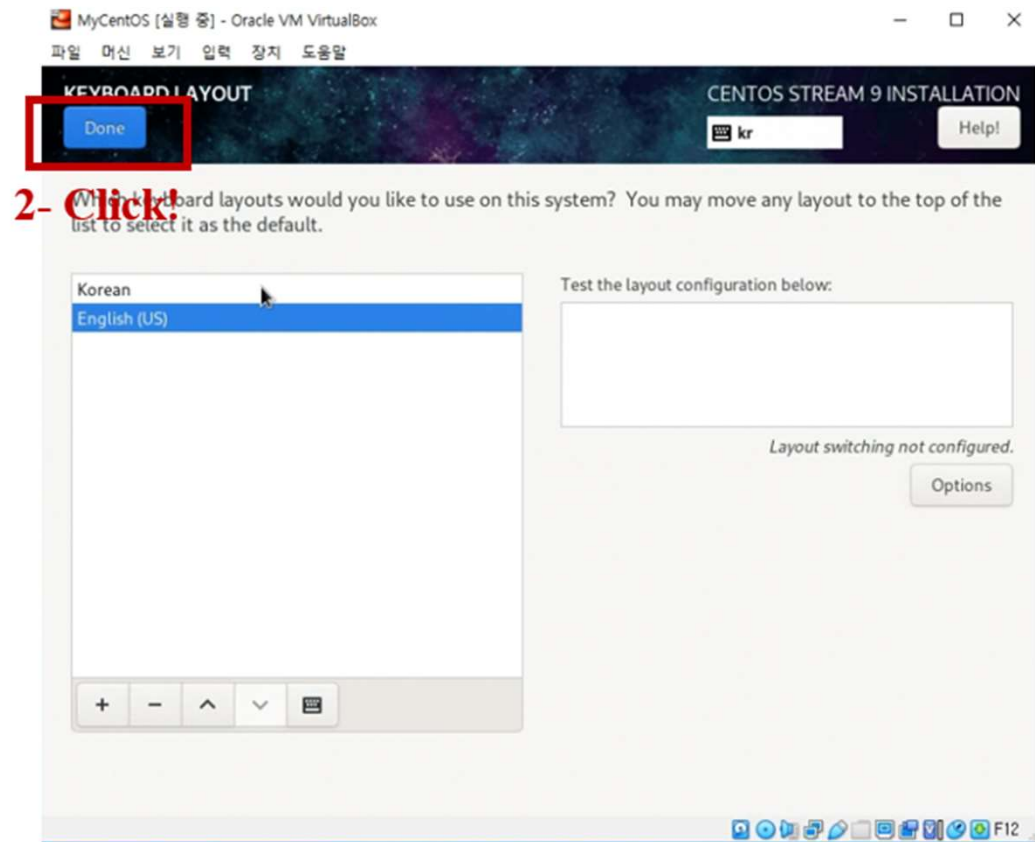 MyCentOS [실행 중] - Oracle VM VirtualBox
파일 머신 보기 입력 장치 도움말
KEYBOARD LAYOUT
CENTOS STREAM 9 INSTALLATION
Done
kr
Help!
2- Click!
Which keyboard layouts would you like to use on this system? You may move any layout to the top of the
list to select it as the default.
Korean
English (US)
Test the layout configuration below:
Layout switching not configured.
Options
F12